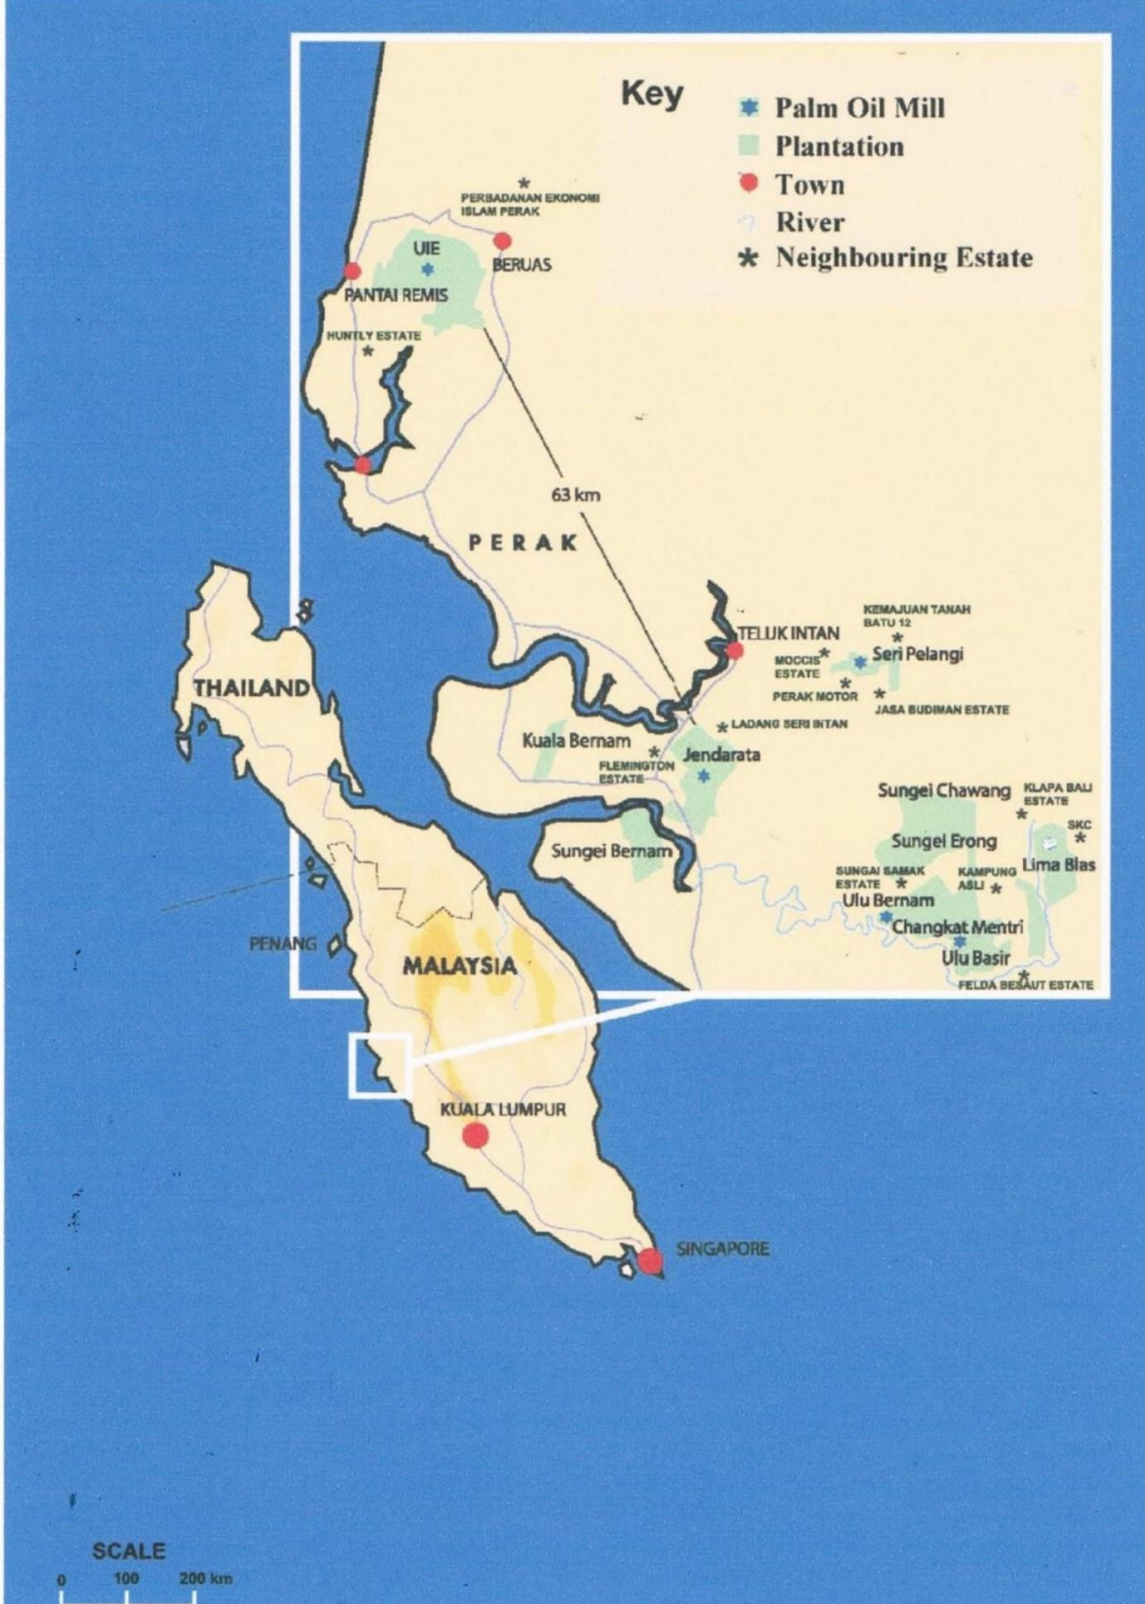 Key
Palm Oil Mill
Plantation
Town
River
Neighbouring Estate
PERBADANAN EKONOMI
ISLAM PERAK
UIE
BERUAS
PANTAI REMIS
HUNTLY ESTATE
63 km
PERAK
KEMAJUAN TANAH
BATU 12
TELUK INTAN
Seri Pelangi
MOCCIS
ESTATE
PERAK MOTOR
JASA BUDIMAN ESTATE
LADANG SERI INTAN
Kuala Bernam
FLEMINGTON
ESTATE
Jendarata
Sungei Chawang
KLAPA BALI
ESTATE
SKC
Sungei Erong
Sungei Bernam
Lima Blas
SUNGAI SAMAK
ESTATE
KAMPUNG
ASLI
Ulu Bernam
Changkat Mentri
Ulu Basir
FELDA BESAUT ESTATE
THAILAND
PENANG
MALAYSIA
KUALA LUMPUR
SINGAPORE
SCALE
0 100 200 km